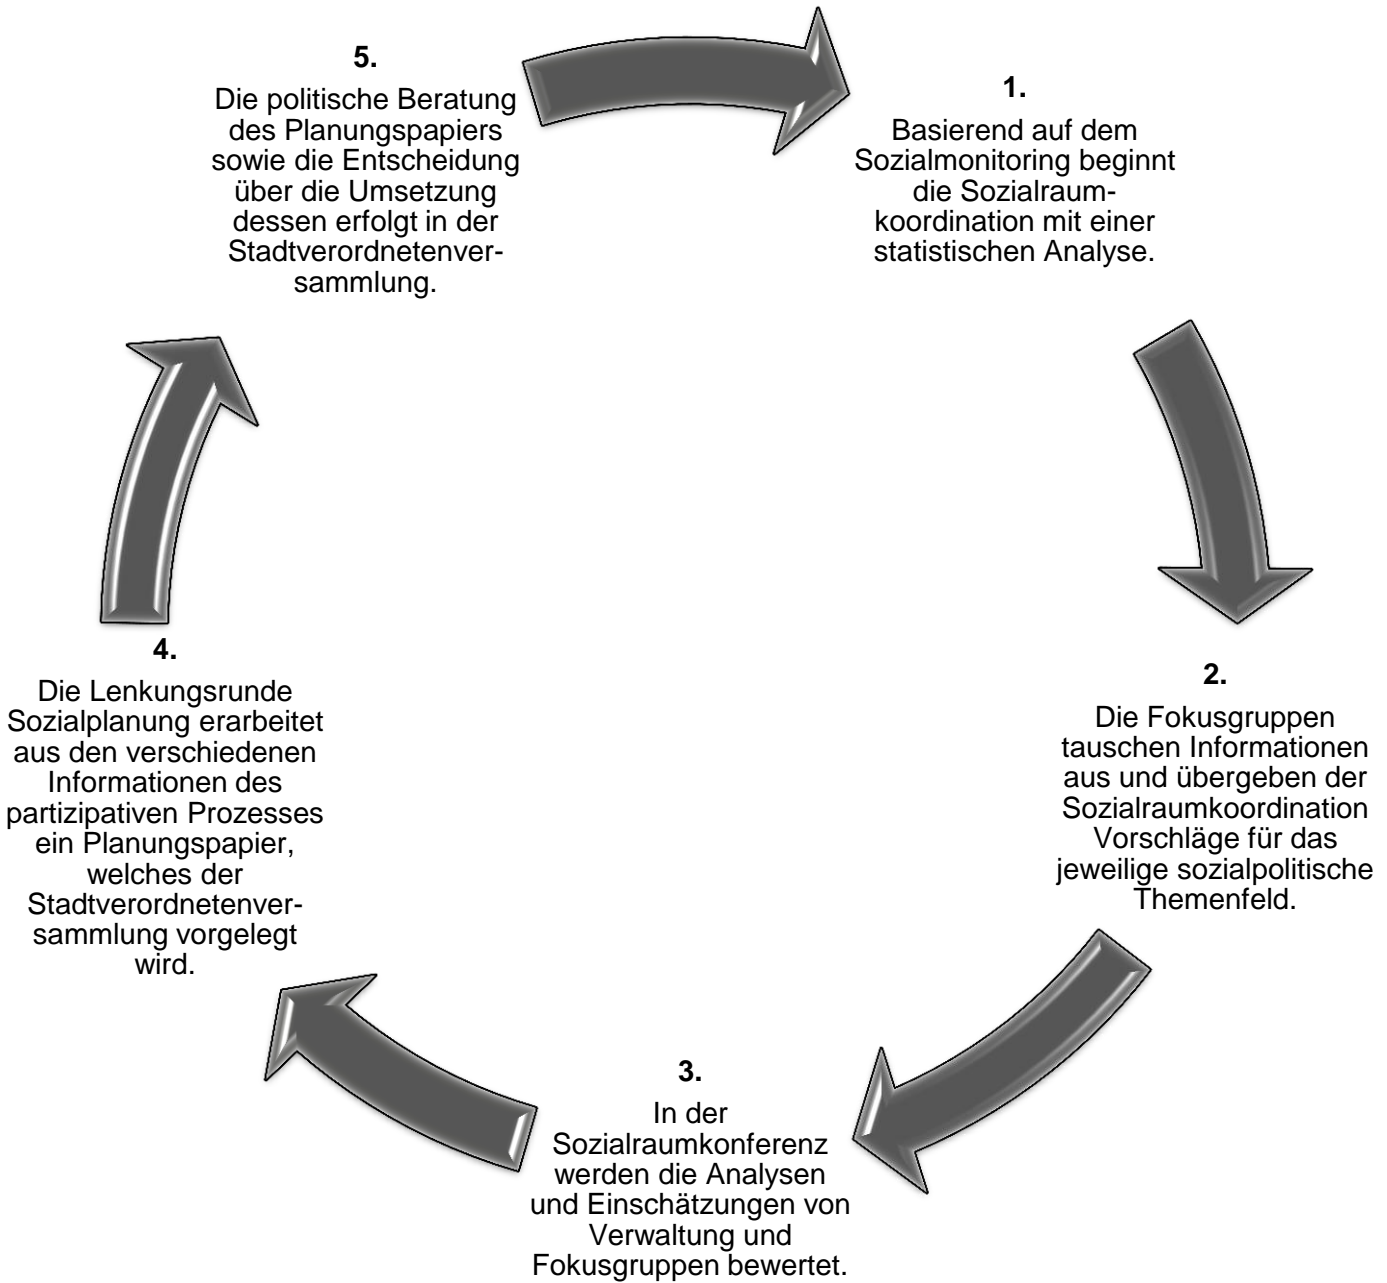 1.
Basierend auf dem
Sozialmonitoring beginnt
die Sozialraum-
koordination mit einer
statistischen Analyse.
2.
Die Fokusgruppen
tauschen Informationen
aus und übergeben der
Sozialraumkoordination
Vorschläge für das
jeweilige sozialpolitische
Themenfeld.
3.
In der
Sozialraumkonferenz
werden die Analysen
und Einschätzungen von
Verwaltung und
Fokusgruppen bewertet.
4.
Die Lenkungsrunde
Sozialplanung erarbeitet
aus den verschiedenen
Informationen des
partizipativen Prozesses
ein Planungspapier,
welches der
Stadtverordnetenver-
sammlung vorgelegt
wird.
5.
Die politische Beratung
des Planungspapiers
sowie die Entscheidung
über die Umsetzung
dessen erfolgt in der
Stadtverordnetenver-
sammlung.